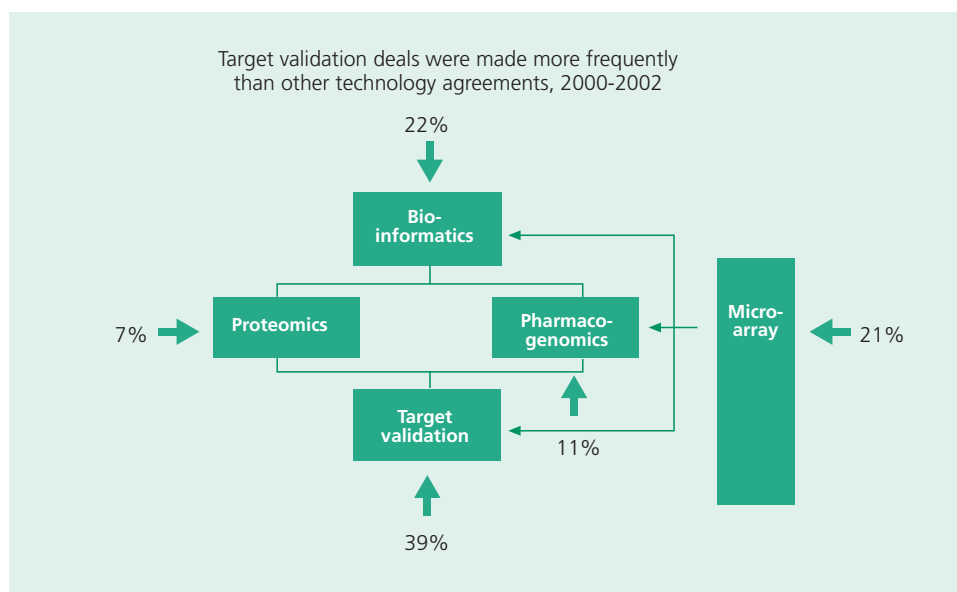 Target validation deals were made more frequently
than other technology agreements, 2000-2002
22%
Bio-
informatics
7%
Proteomics
Pharmaco-
genomics
Micro-
array
21%
Target
validation
11%
39%